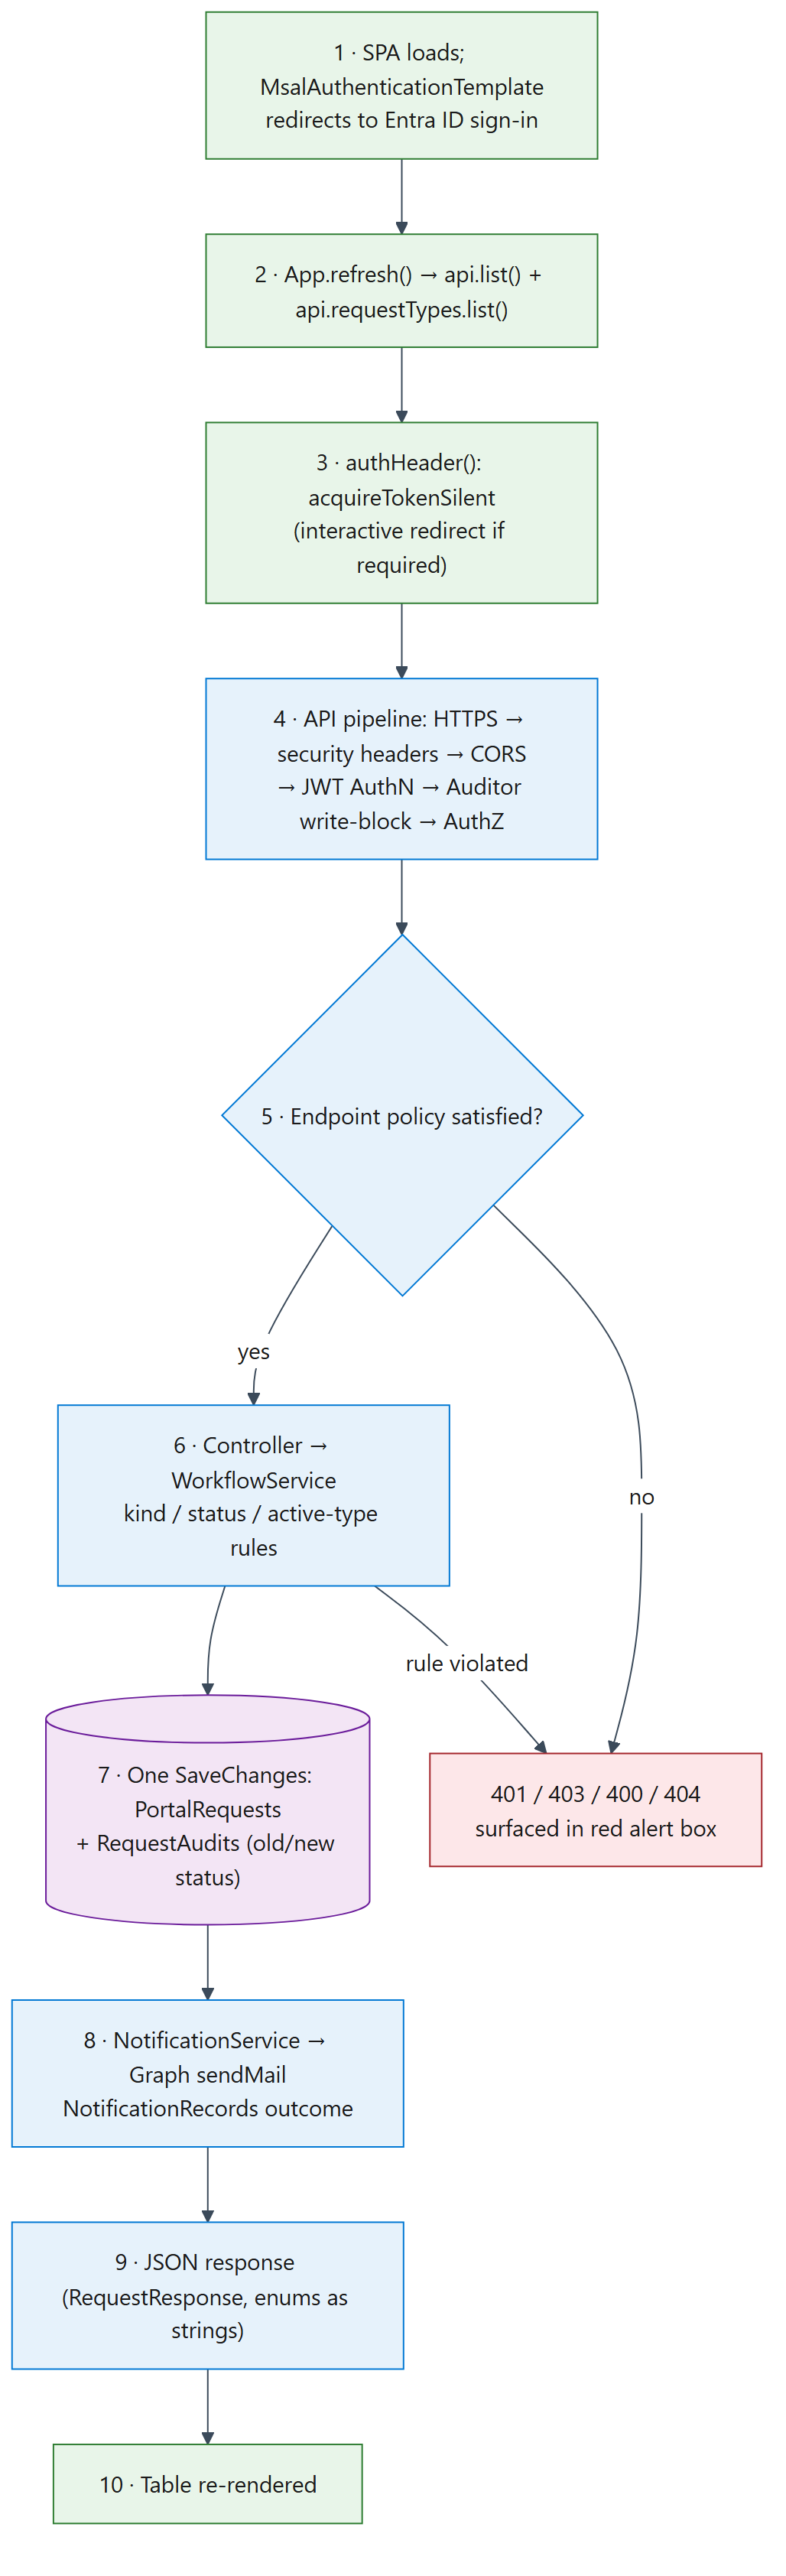 1 · SPA loads;
MsalAuthenticationTemplate
redirects to Entra ID sign-in
2 · App.refresh() → api.list() +
api.requestTypes.list()
3 · authHeader():
acquireTokenSilent
(interactive redirect if
required)
4 · API pipeline: HTTPS →
security headers → CORS
→ JWT AuthN → Auditor
write-block → AuthZ
5 · Endpoint policy satisfied?
yes
no
6 · Controller →
WorkflowService
kind / status / active-type
rules
rule violated
7 · One SaveChanges:
PortalRequests
+ RequestAudits (old/new
status)
401 / 403 / 400 / 404
surfaced in red alert box
8 · NotificationService →
Graph sendMail
NotificationRecords outcome
9 · JSON response
(RequestResponse, enums as
strings)
10 · Table re-rendered